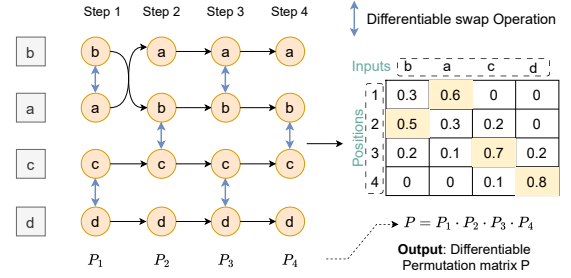 Step 1 Step 2 Step 3 Step 4
Differentiable swap Operation
b b a a a
a a b b b
c c c c c
d d d d d
Inputs b a c d
Positions
1 0.3 0.6 0 0
2 0.5 0.3 0.2 0
3 0.2 0.1 0.7 0.2
4 0 0 0.1 0.8
P₁ P₂ P₃ P₄
P = P₁ · P₂ · P₃ · P₄
Output: Differentiable
Permutation matrix P